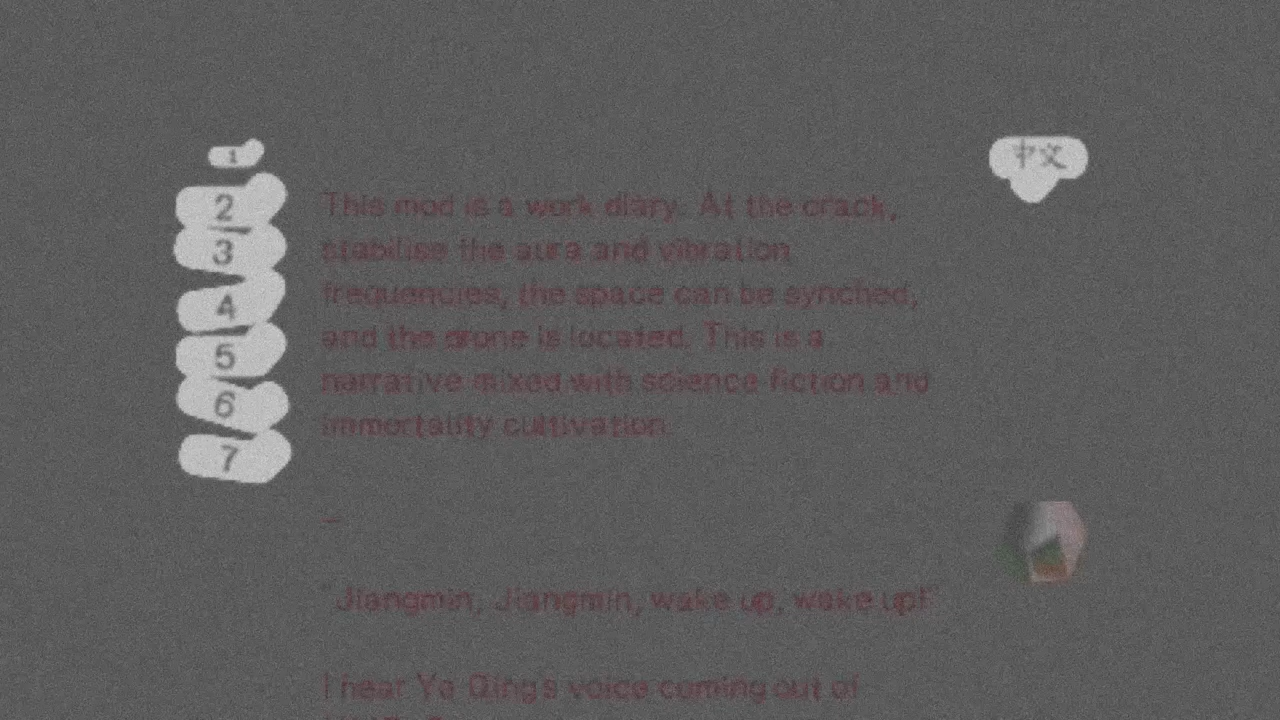 1
中文
2
This mod is a work diary. At the crack,
3
stabilise the aura and vibration
4
frequencies, the space can be synched,
5
and the drone is located. This is a
6
narrative mixed with science fiction and
immortality cultivation.
7
–
"Jiangmin, Jiangmin, wake up, wake up!"
I hear Ye Qing's voice coming out of